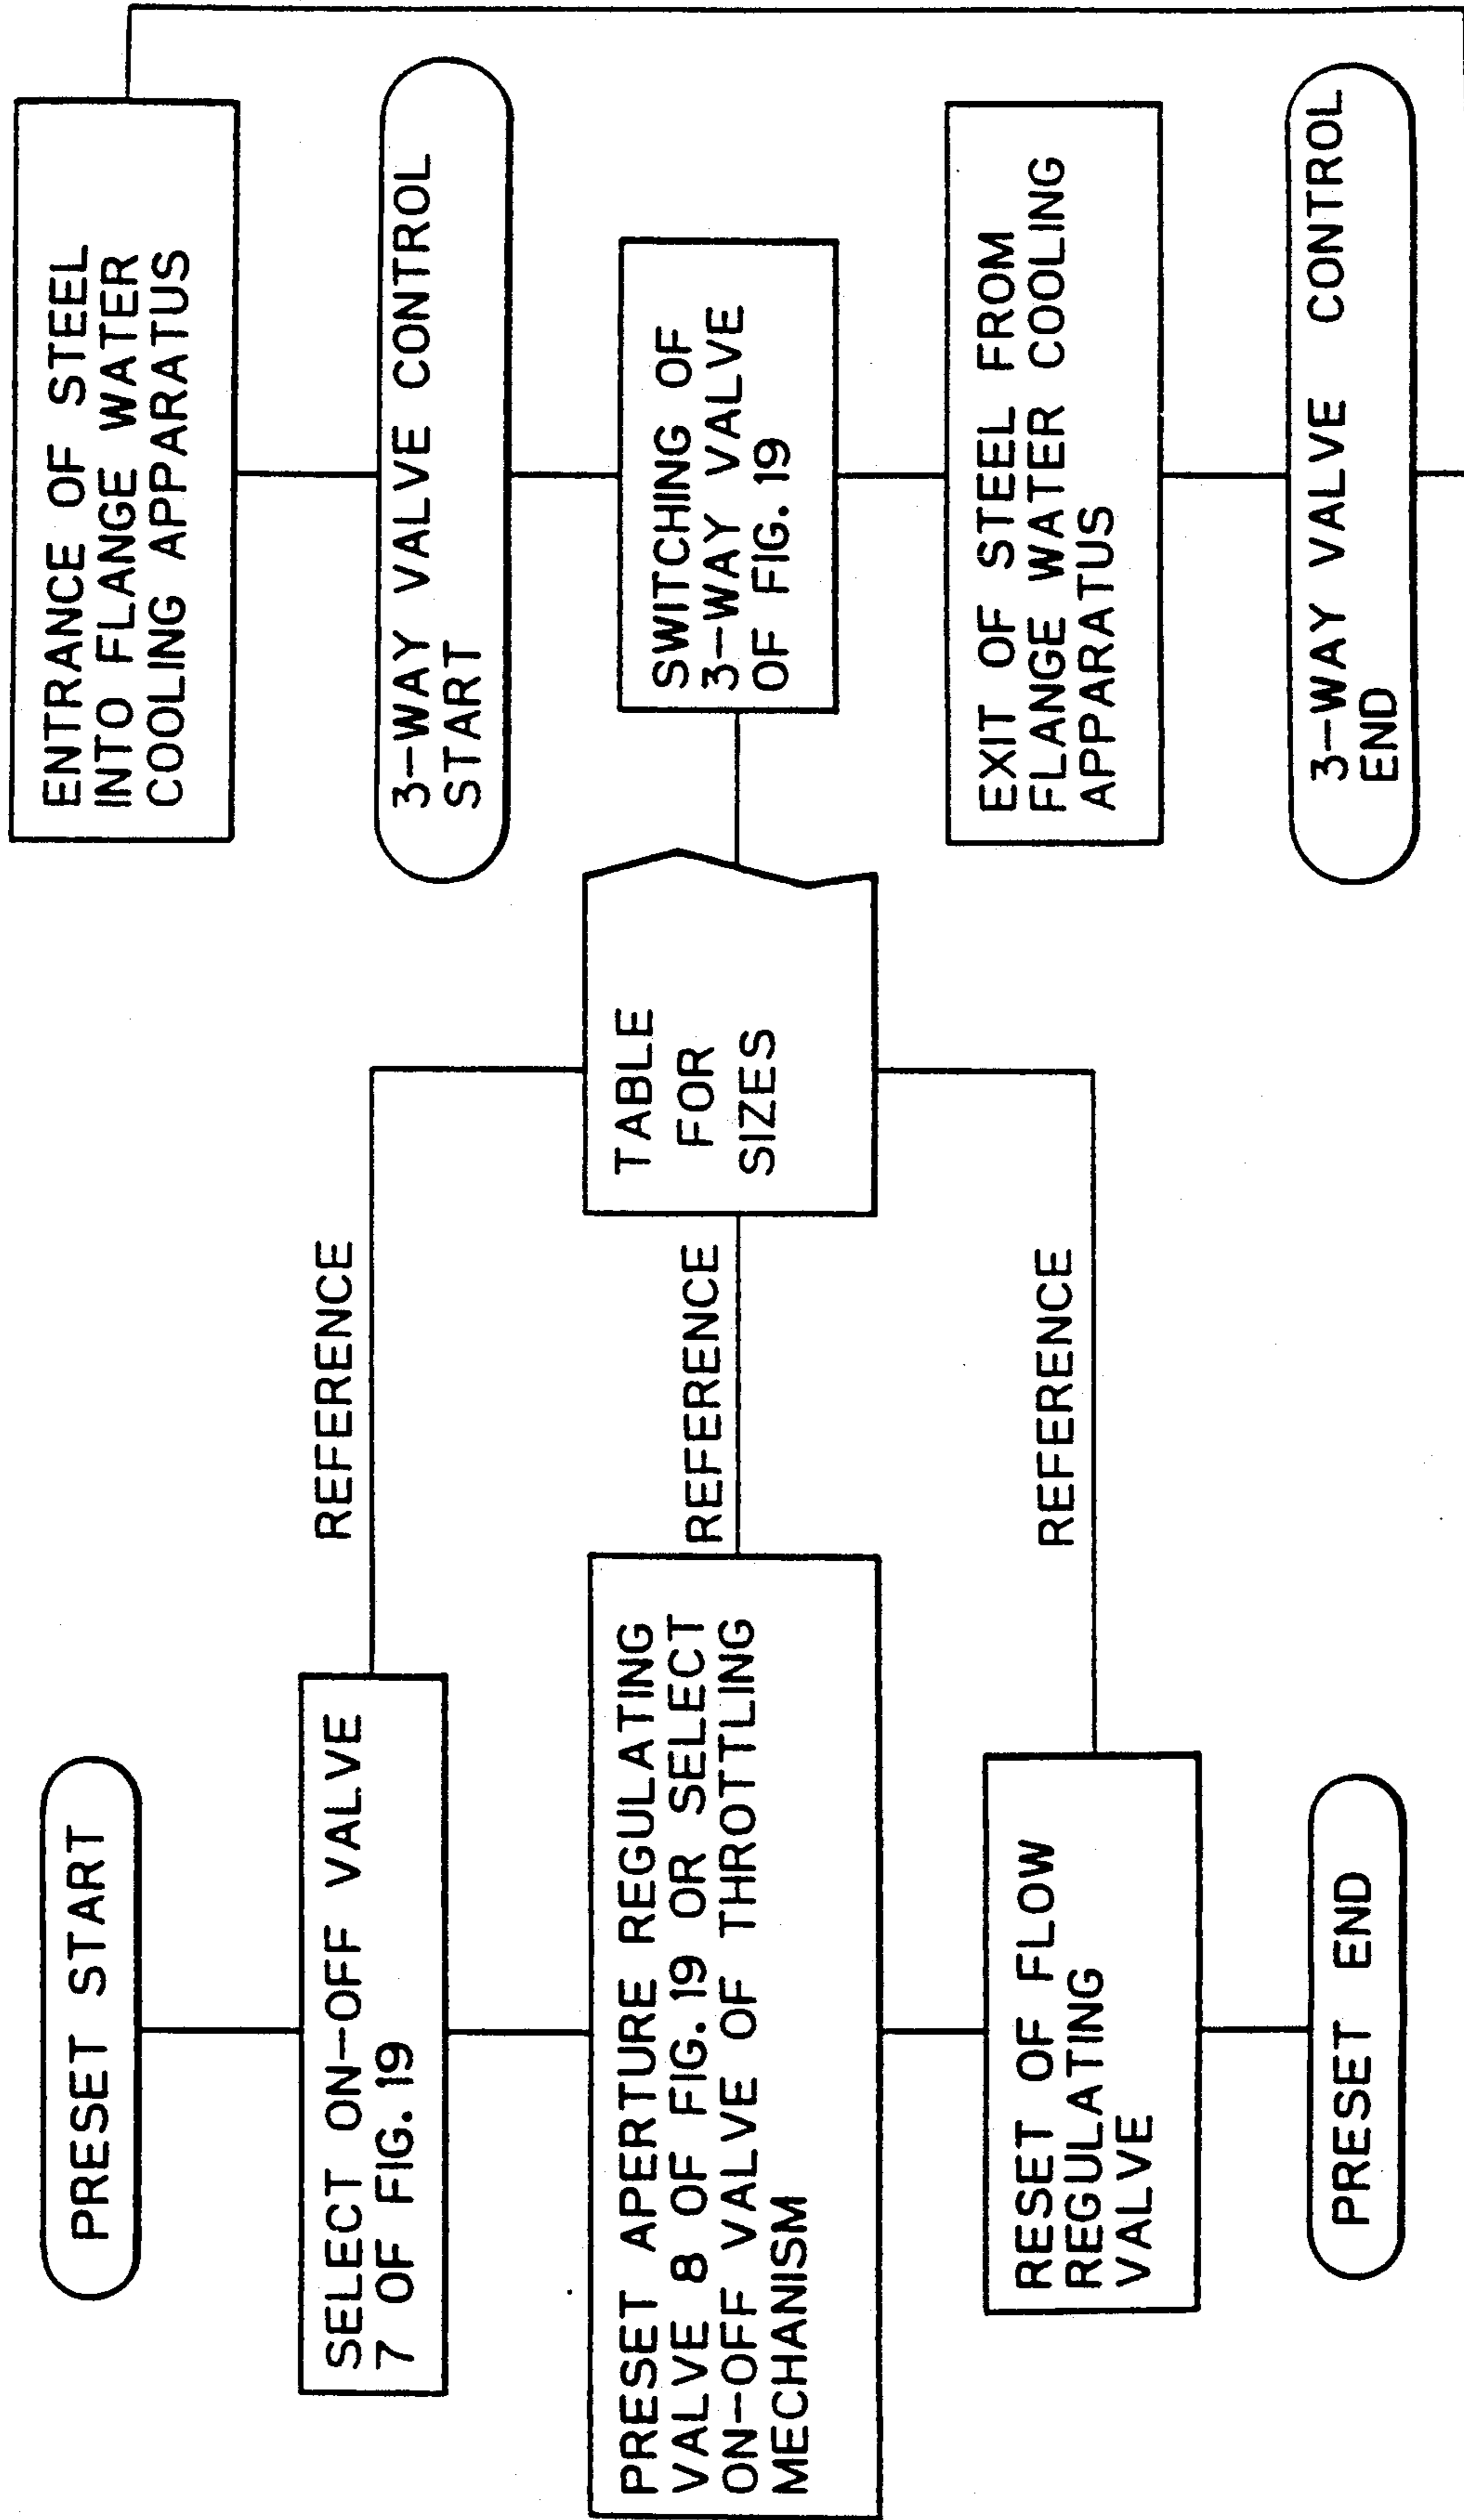 PRESET START
SELECT ON-OFF VALVE
7 OF FIG. 19
PRESET APERTURE REGULATING
VALVE 8 OF FIG. 19 OR SELECT
ON-OFF VALVE OF THROTTLING
MECHANISM
RESET OF FLOW
REGULATING
VALVE
PRESET END
REFERENCE
REFERENCE
REFERENCE
TABLE
FOR
SIZES
ENTRANCE OF STEEL
INTO FLANGE WATER
COOLING APPARATUS
3-WAY VALVE CONTROL
START
SWITCHING OF
3-WAY VALVE
OF FIG. 19
EXIT OF STEEL FROM
FLANGE WATER COOLING
APPARATUS
3-WAY VALVE CONTROL
END